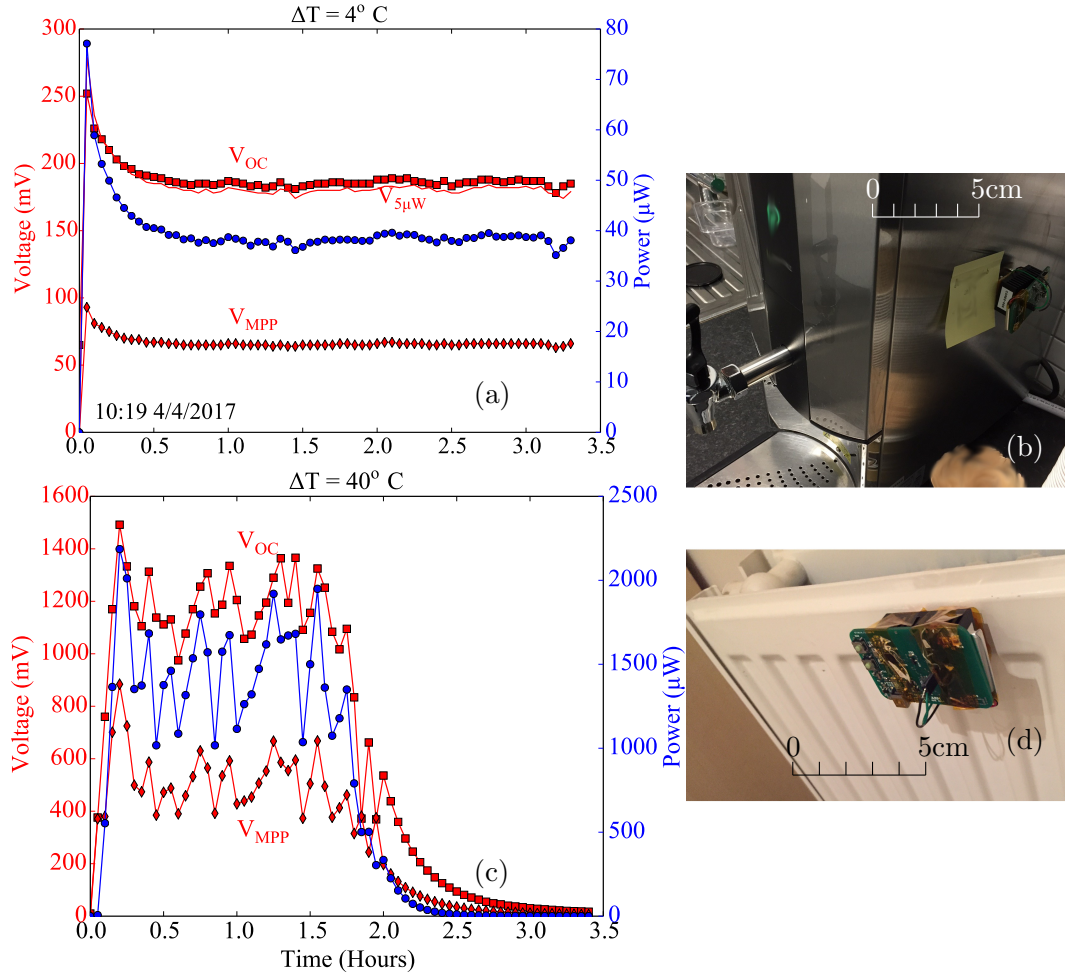 ΔT = 4° C
300
250
200
150
100
50
0
Voltage (mV)
80
70
60
50
40
30
20
10
0
Power (μW)
V_OC
V_5μW
V_MPP
(a)
10:19 4/4/2017
0.0 0.5 1.0 1.5 2.0 2.5 3.0 3.5
0 5cm
(b)
ΔT = 40° C
1600
1400
1200
1000
800
600
400
200
0
Voltage (mV)
2500
2000
1500
1000
500
0
Power (μW)
V_OC
V_MPP
(c)
0.0 0.5 1.0 1.5 2.0 2.5 3.0 3.5
Time (Hours)
0 5cm
(d)